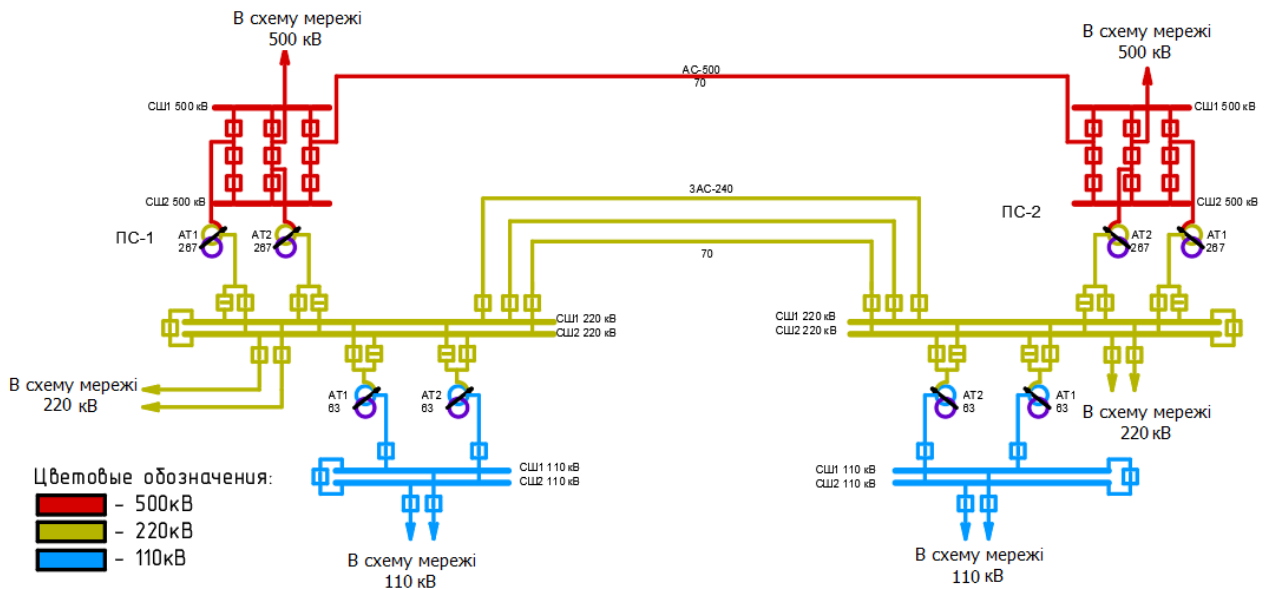 В схему мережі
500 кВ
В схему мережі
500 кВ
АС-500
70
СШ1 500 кВ
СШ1 500 кВ
СШ2 500 кВ
СШ2 500 кВ
3АС-240
70
ПС-1
АТ1
267
АТ2
267
ПС-2
АТ2
267
АТ1
267
СШ1 220 кВ
СШ2 220 кВ
СШ1 220 кВ
СШ2 220 кВ
В схему мережі
220 кВ
АТ1
63
АТ2
63
АТ2
63
АТ1
63
В схему мережі
220 кВ
СШ1 110 кВ
СШ2 110 кВ
СШ1 110 кВ
СШ2 110 кВ
Цветовые обозначения:
- 500кВ
- 220кВ
- 110кВ
В схему мережі
110 кВ
В схему мережі
110 кВ